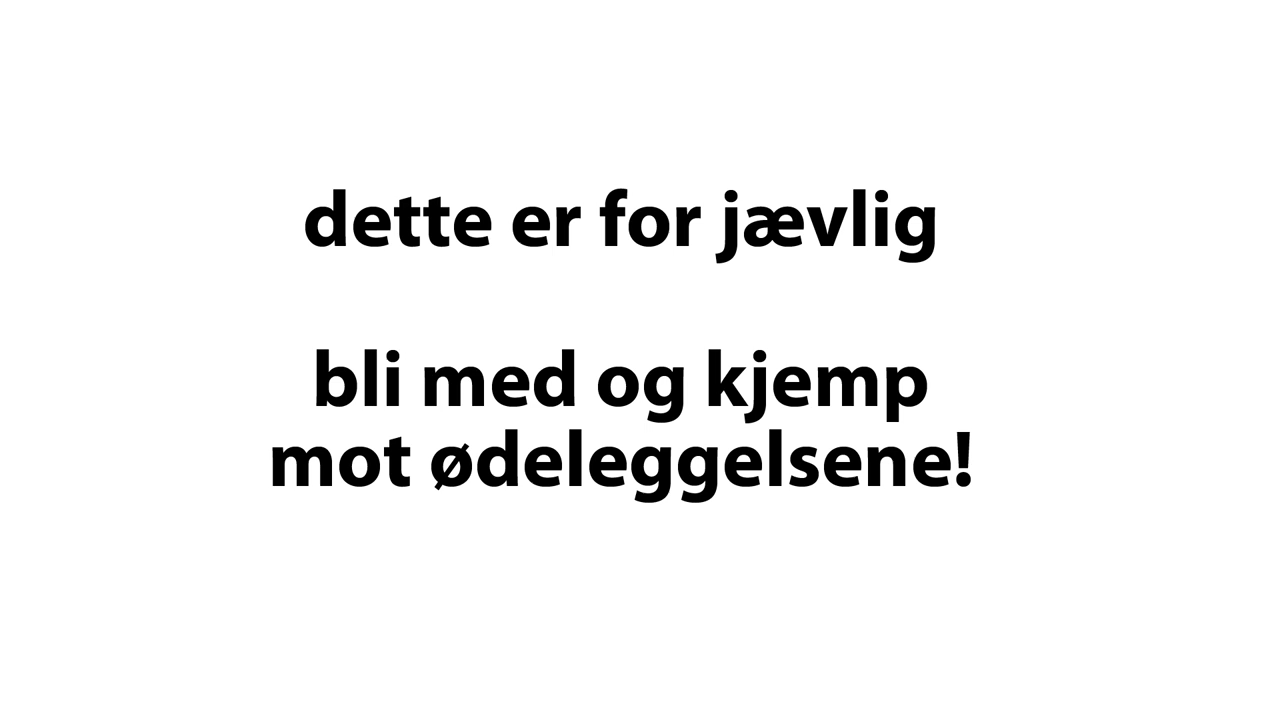 dette er for jævlig
bli med og kjemp
mot ødeleggelsene!